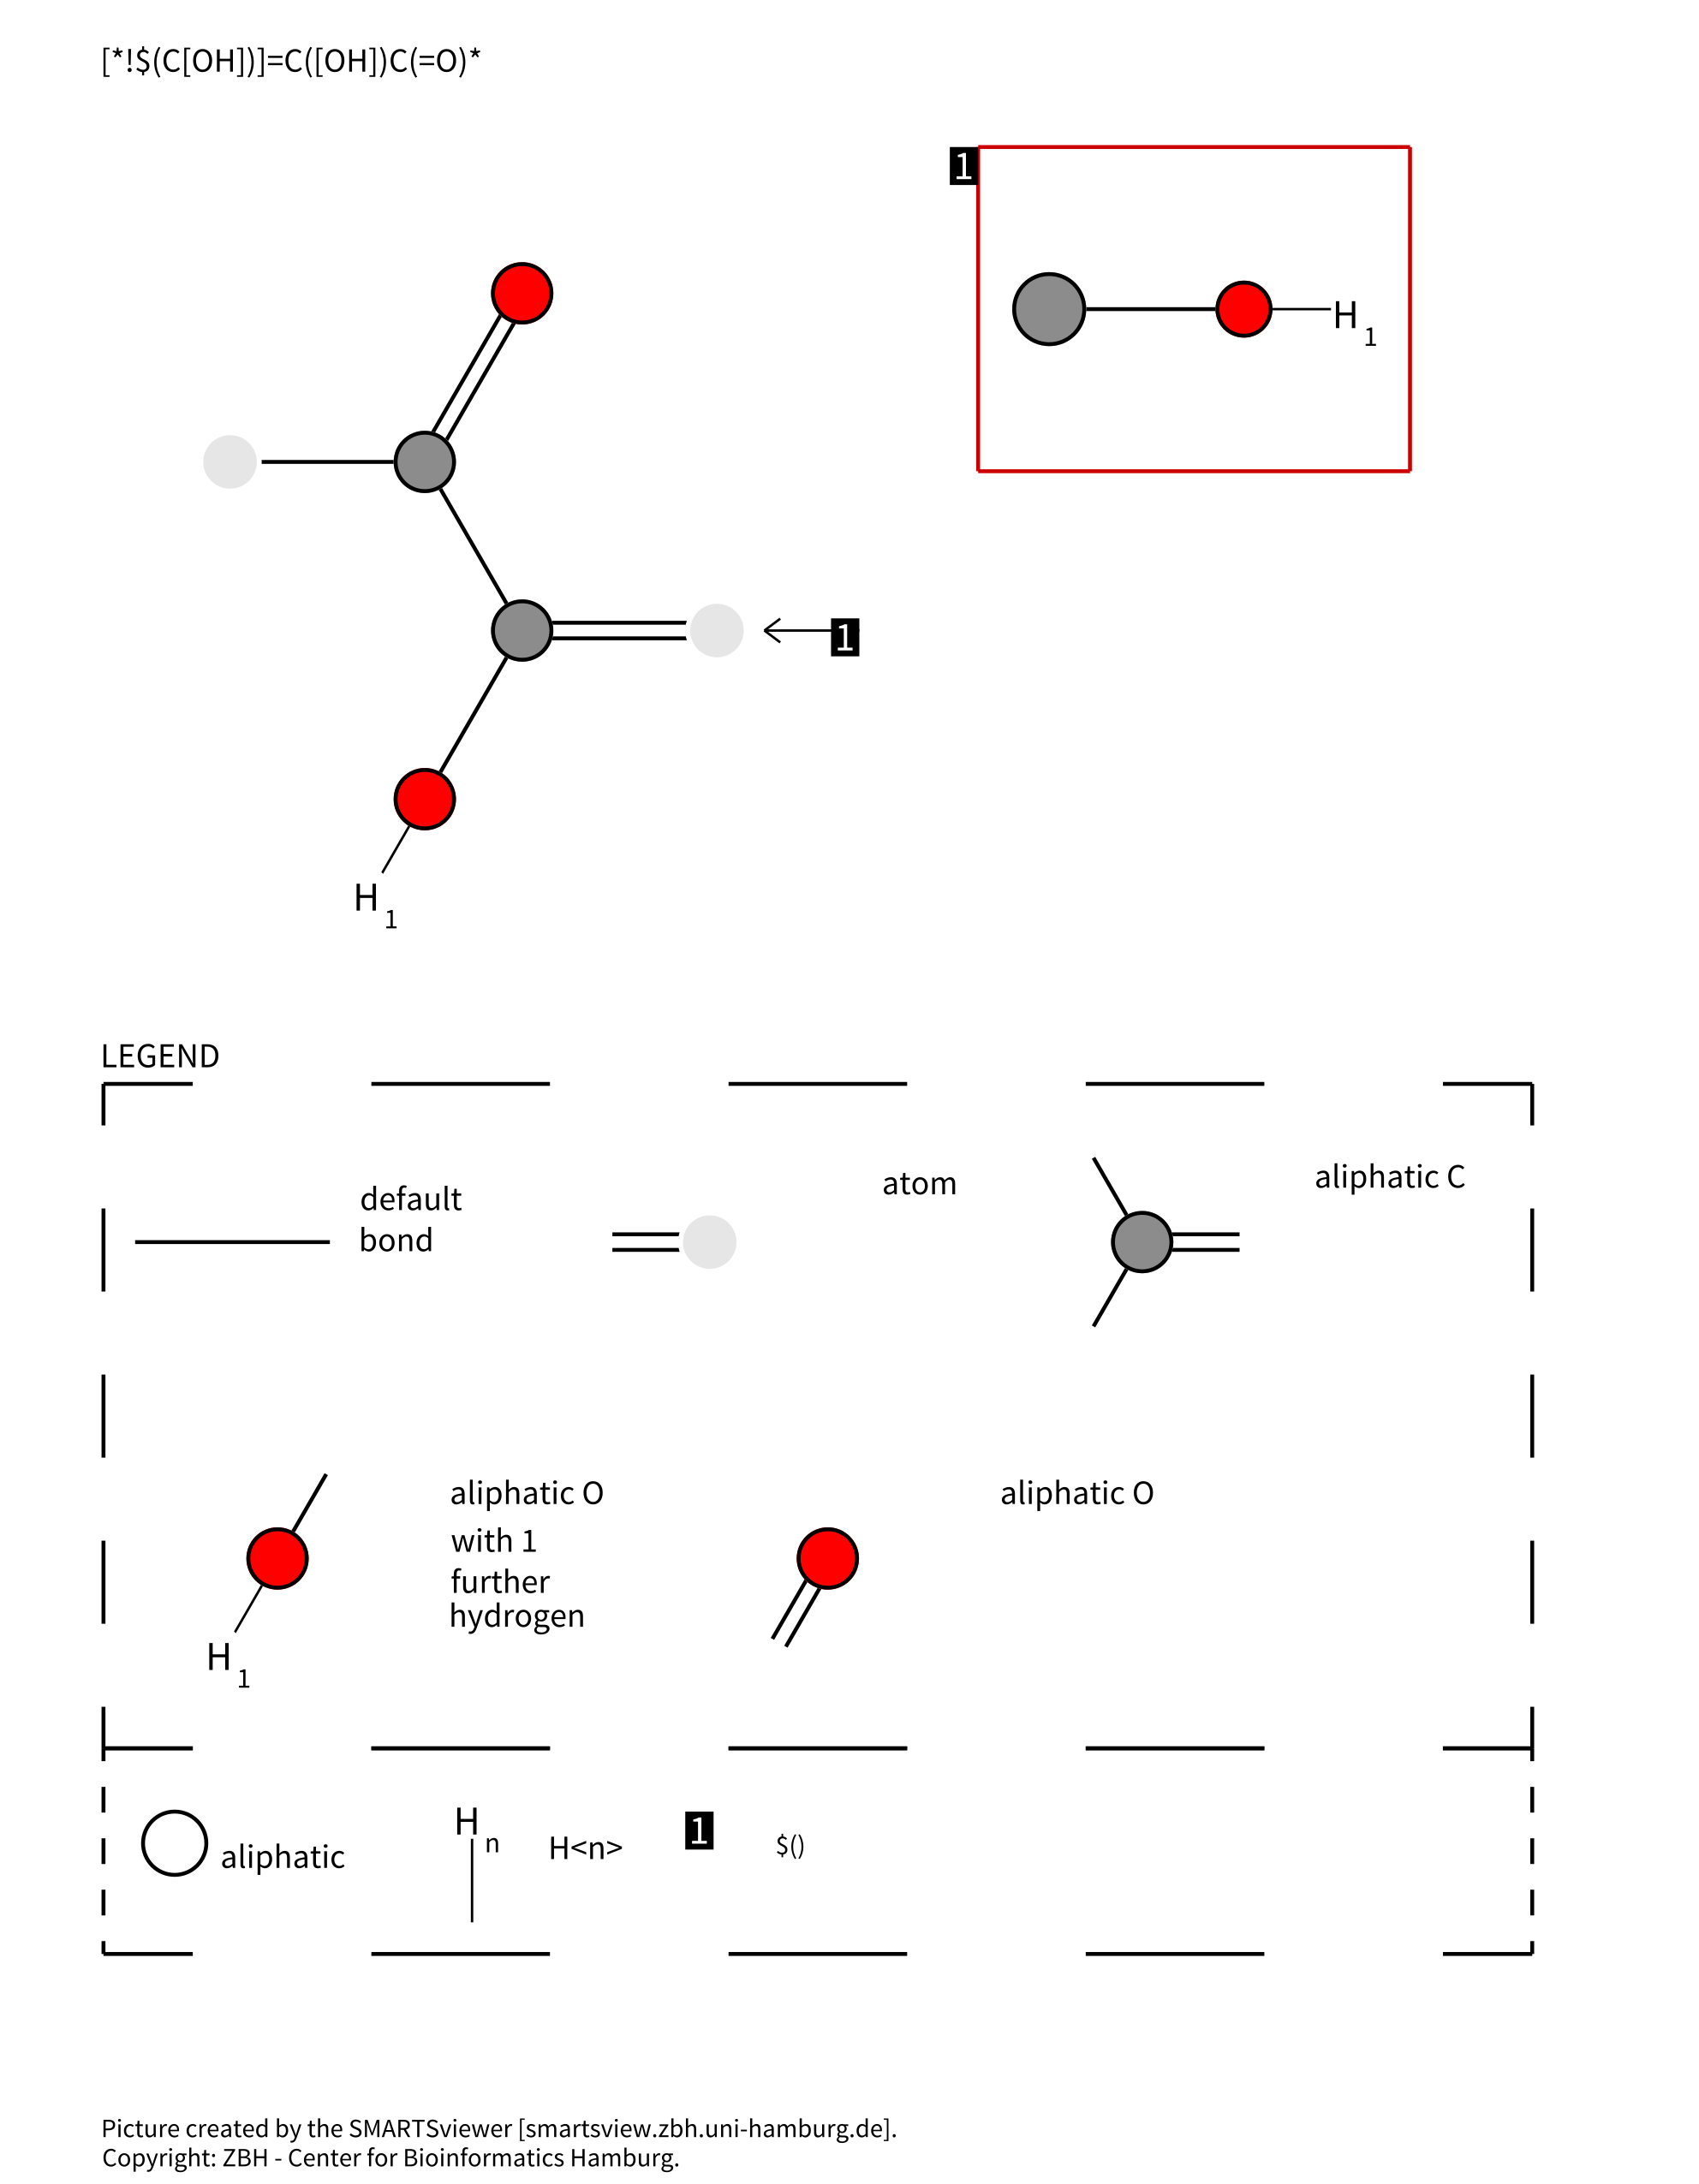 [*!$(C[OH])]=C([OH])C(=O)*
1
H
1
1
H
1
LEGEND
default
bond
atom
aliphatic C
aliphatic O
with 1
further
hydrogen
H
1
aliphatic O
aliphatic
H
n
H<n>
1
$()
Picture created by the SMARTSviewer [smartsview.zbh.uni-hamburg.de].
Copyright: ZBH - Center for Bioinformatics Hamburg.